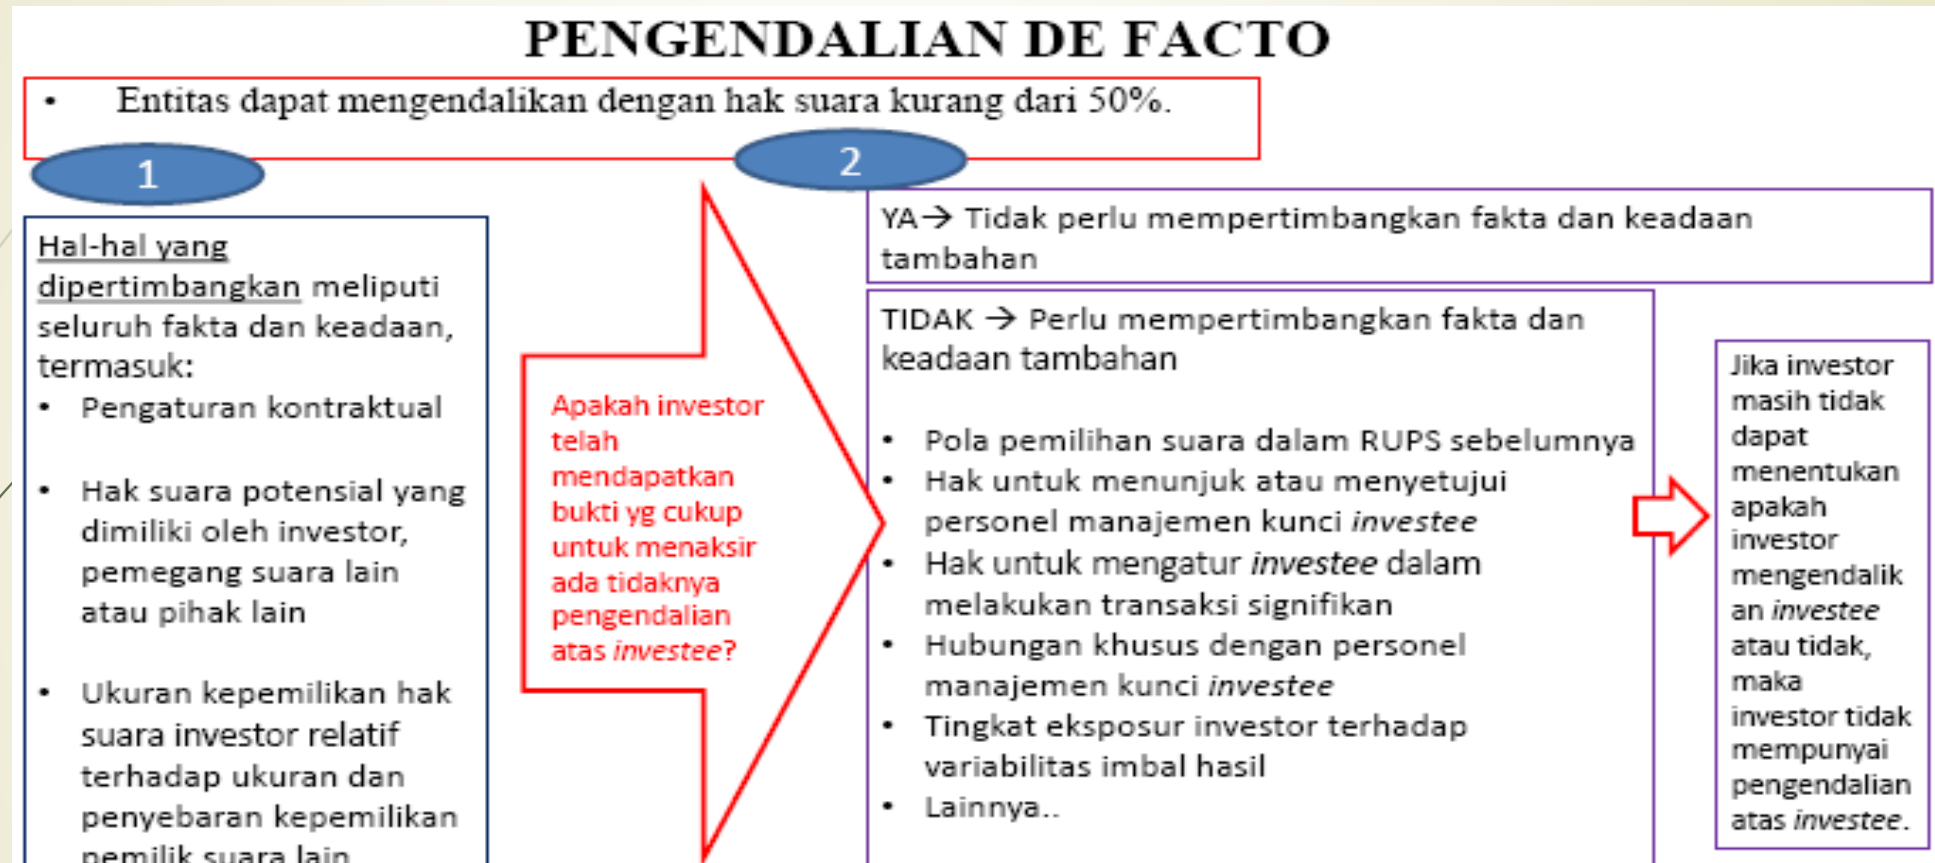 PENGENDALIAN DE FACTO
• Entitas dapat mengendalikan dengan hak suara kurang dari 50%.
1
Hal-hal yang
dipertimbangkan meliputi
seluruh fakta dan keadaan,
termasuk:
• Pengaturan kontraktual
• Hak suara potensial yang
dimiliki oleh investor,
pemegang suara lain
atau pihak lain
• Ukuran kepemilikan hak
suara investor relatif
terhadap ukuran dan
penyebaran kepemilikan
pemilik suara lain
Apakah investor
telah
mendapatkan
bukti yg cukup
untuk menaksir
ada tidaknya
pengendalian
atas investee?
2
YA→ Tidak perlu mempertimbangkan fakta dan keadaan
tambahan
TIDAK → Perlu mempertimbangkan fakta dan
keadaan tambahan
• Pola pemilihan suara dalam RUPS sebelumnya
• Hak untuk menunjuk atau menyetujui
personel manajemen kunci investee
• Hak untuk mengatur investee dalam
melakukan transaksi signifikan
• Hubungan khusus dengan personel
manajemen kunci investee
• Tingkat eksposur investor terhadap
variabilitas imbal hasil
• Lainnya..
Jika investor
masih tidak
dapat
menentukan
apakah
investor
mengendalik
an investee
atau tidak,
maka
investor tidak
mempunyai
pengendalian
atas investee.